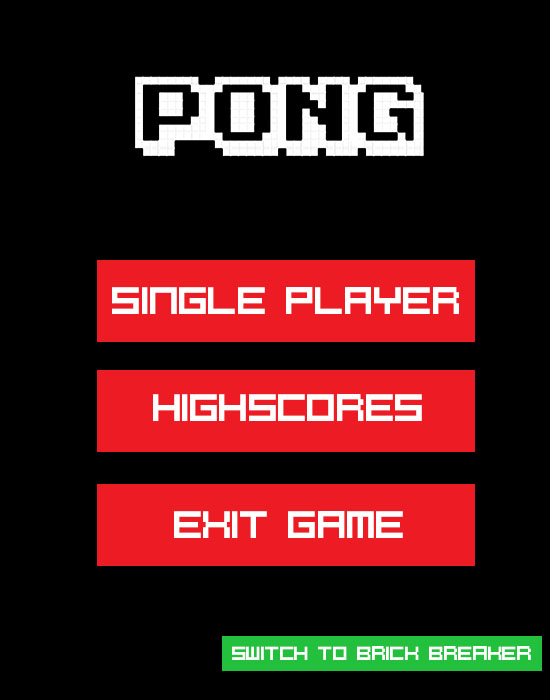 PONG
SINGLE PLAYER
HIGHSCORES
EXIT GAME
SWITCH TO BRICK BREAKER